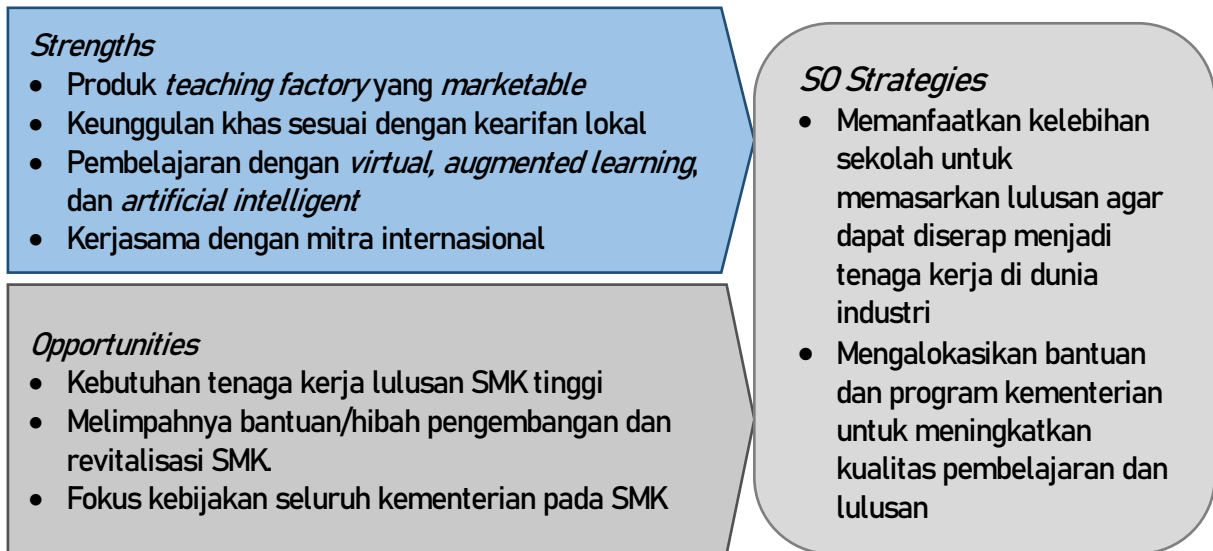 Strengths
• Produk teaching factory yang marketable
• Keunggulan khas sesuai dengan kearifan lokal
• Pembelajaran dengan virtual, augmented learning,
dan artificial intelligent
• Kerjasama dengan mitra internasional
Opportunities
• Kebutuhan tenaga kerja lulusan SMK tinggi
• Melimpahnya bantuan/hibah pengembangan dan
revitalisasi SMK.
• Fokus kebijakan seluruh kementerian pada SMK
SO Strategies
• Memanfaatkan kelebihan
sekolah untuk
memasarkan lulusan agar
dapat diserap menjadi
tenaga kerja di dunia
industri
• Mengalokasikan bantuan
dan program kementerian
untuk meningkatkan
kualitas pembelajaran dan
lulusan